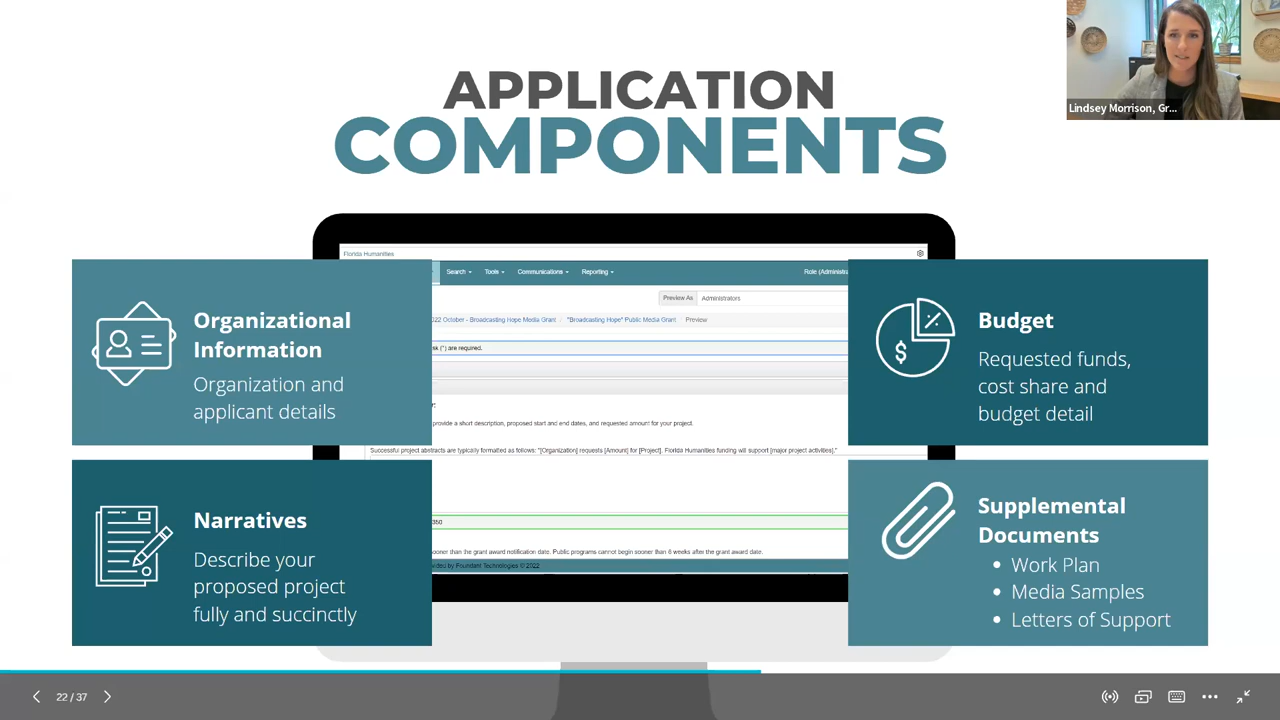 APPLICATION
COMPONENTS
Lindsey Morrison, Gr...
Florida Humanities
Search Tools Communications Reporting
Role (Administra
Preview As Administrators
022 October - Broadcasting Hope Media Grant / "Broadcasting Hope" Public Media Grant Preview
(*) are required.
provide a short description, proposed start and end dates, and requested amount for your project.
Successful project abstracts are typically formatted as follows: "[Organization] requests [Amount] for [Project]. Florida Humanities funding will support [major project activities]."
350
sooner than the grant award notification date. Public programs cannot begin sooner than 6 weeks after the grant award date.
by Foundant Technologies © 2022
Organizational
Information
Organization and
applicant details
Narratives
Describe your
proposed project
fully and succinctly
Budget
Requested funds,
cost share and
budget detail
Supplemental
Documents
• Work Plan
• Media Samples
• Letters of Support
22 / 37